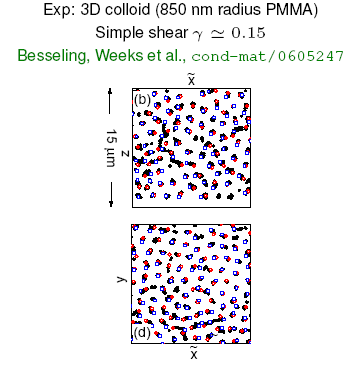 Exp: 3D colloid (850 nm radius PMMA)
Simple shear γ ≃ 0.15
Besseling, Weeks et al., cond-mat/0605247
x̃
(b)
15 μm
z
y
(d)
x̃